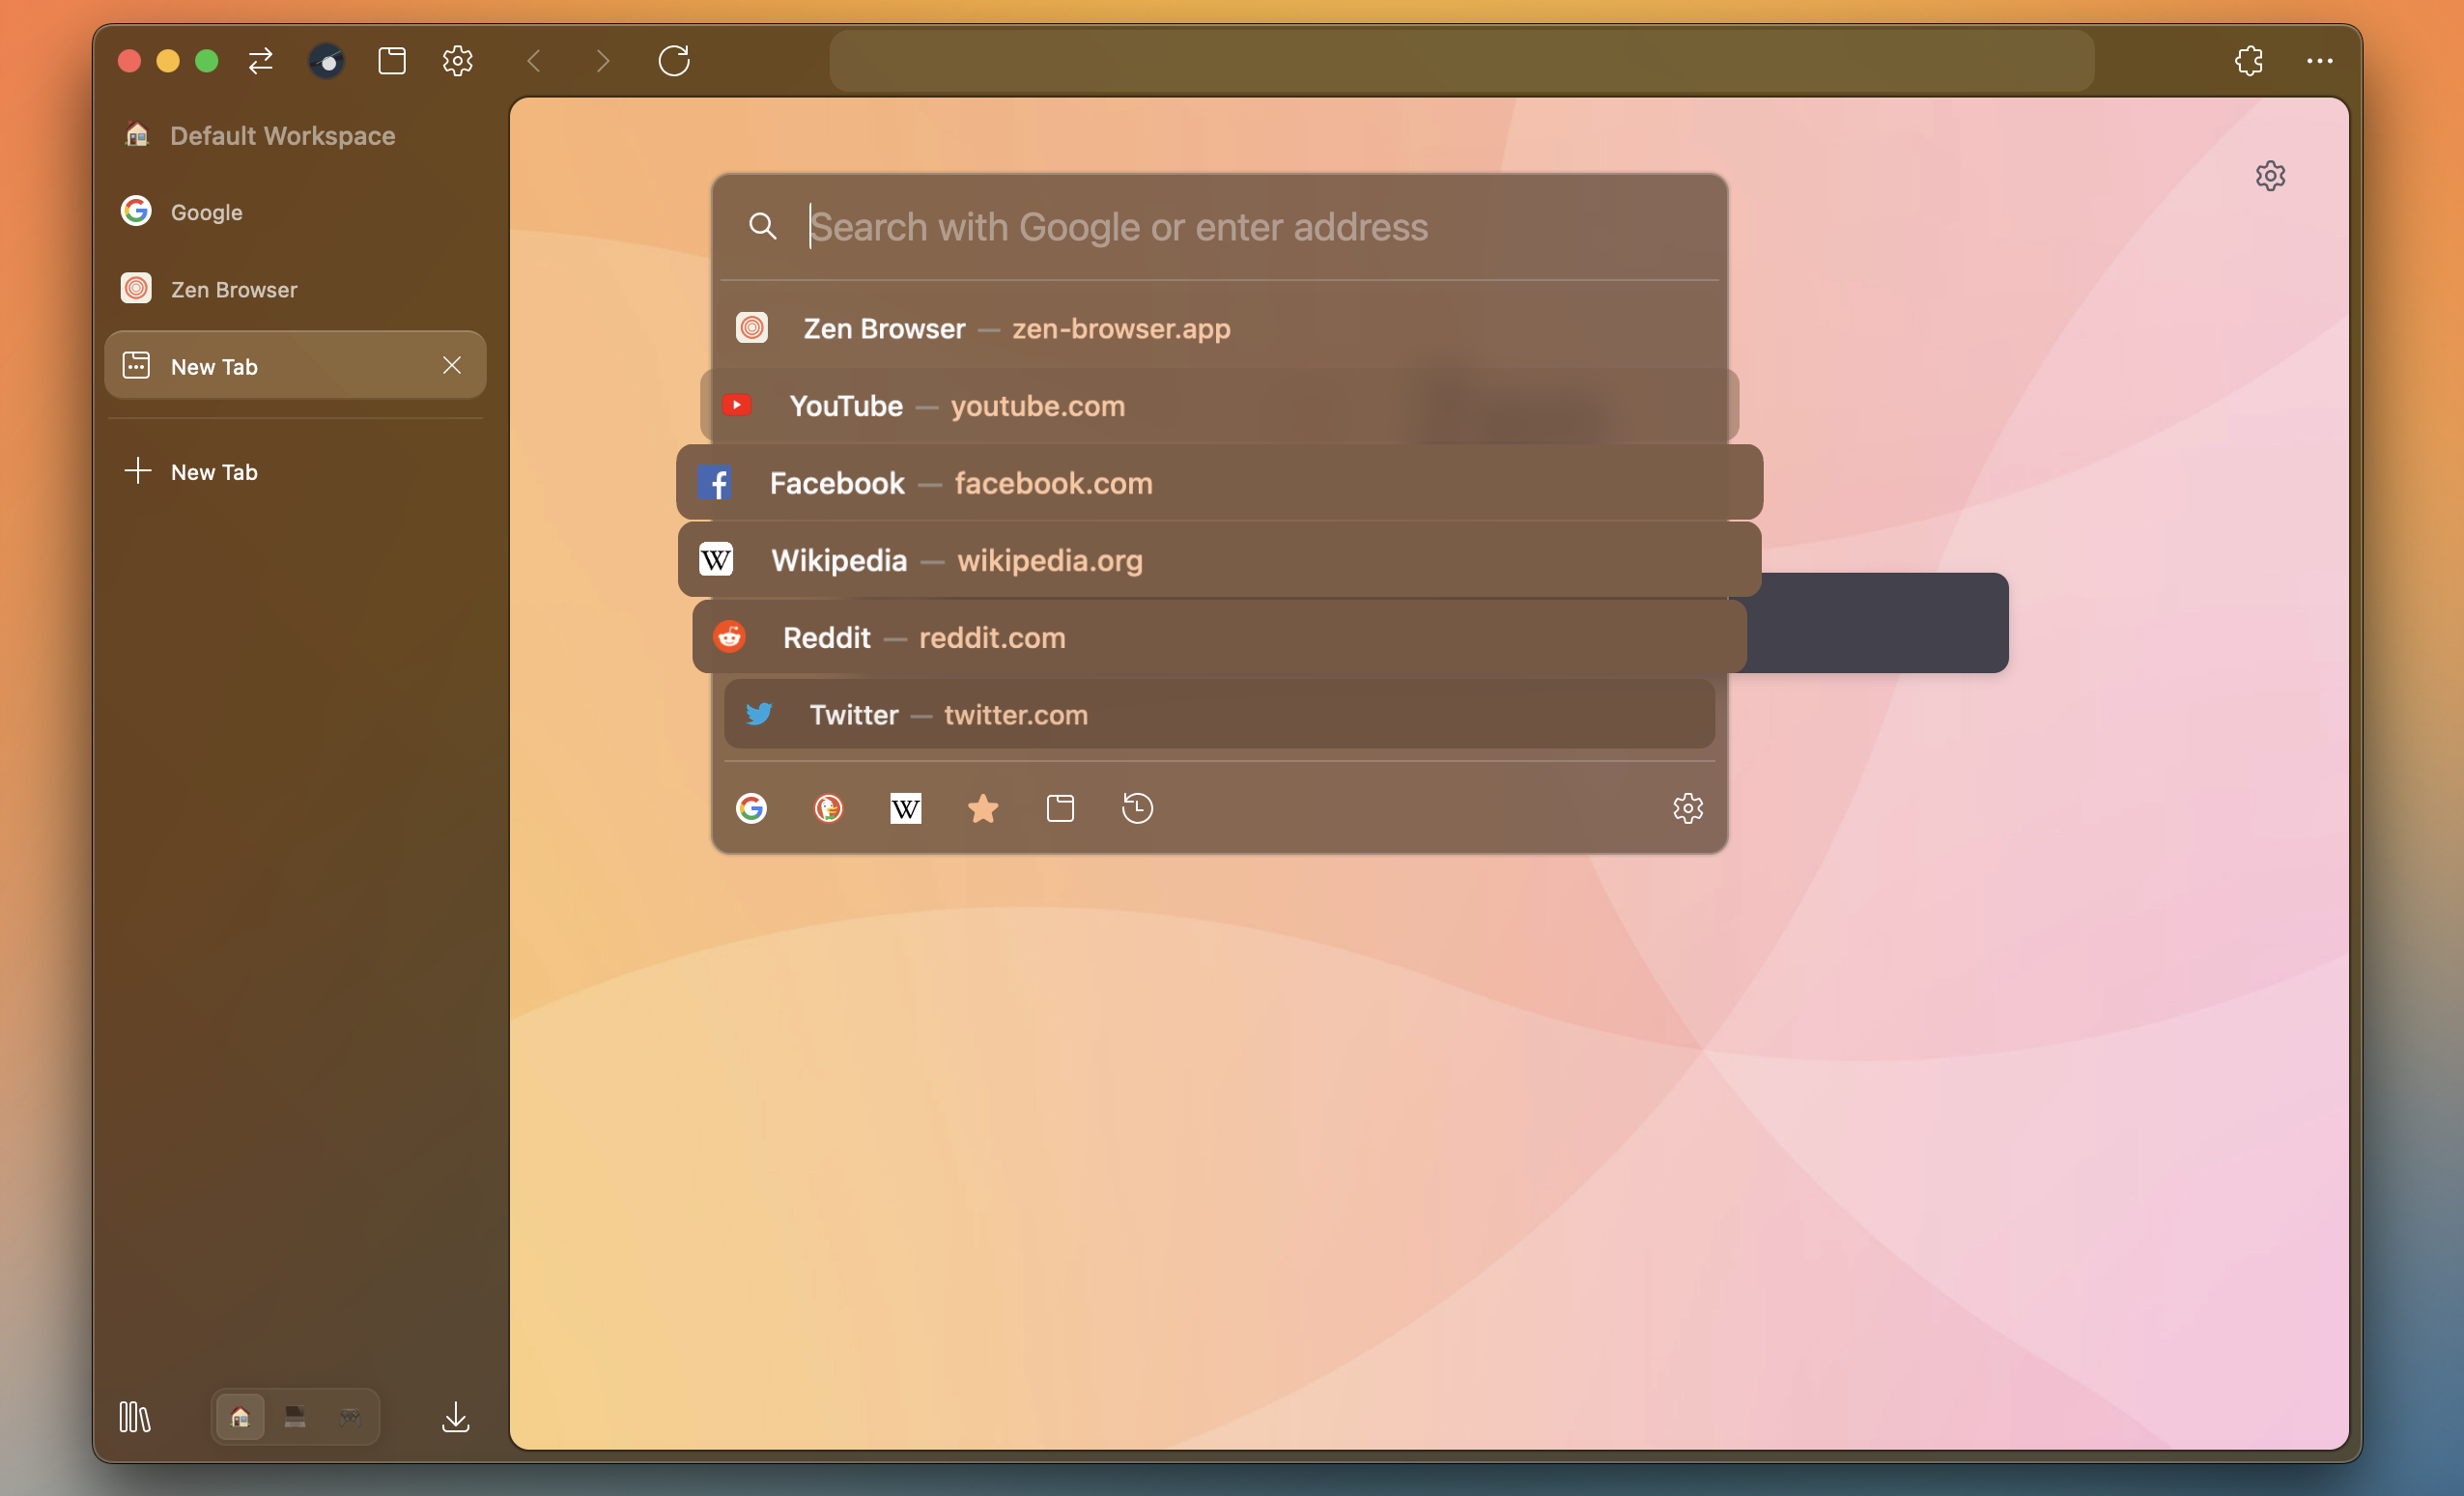 Default Workspace
Google
Zen Browser
New Tab
New Tab
Search with Google or enter address
Zen Browser — zen-browser.app
YouTube — youtube.com
Facebook — facebook.com
Wikipedia — wikipedia.org
Reddit — reddit.com
Twitter — twitter.com